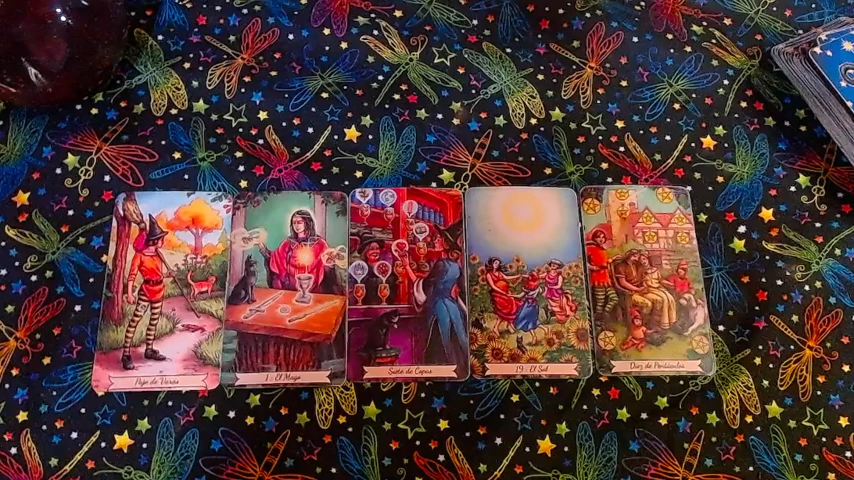 Paje de Varas
1 - El Mago
Siete de Copas
19 - El Sol
Diez de Pentáculos